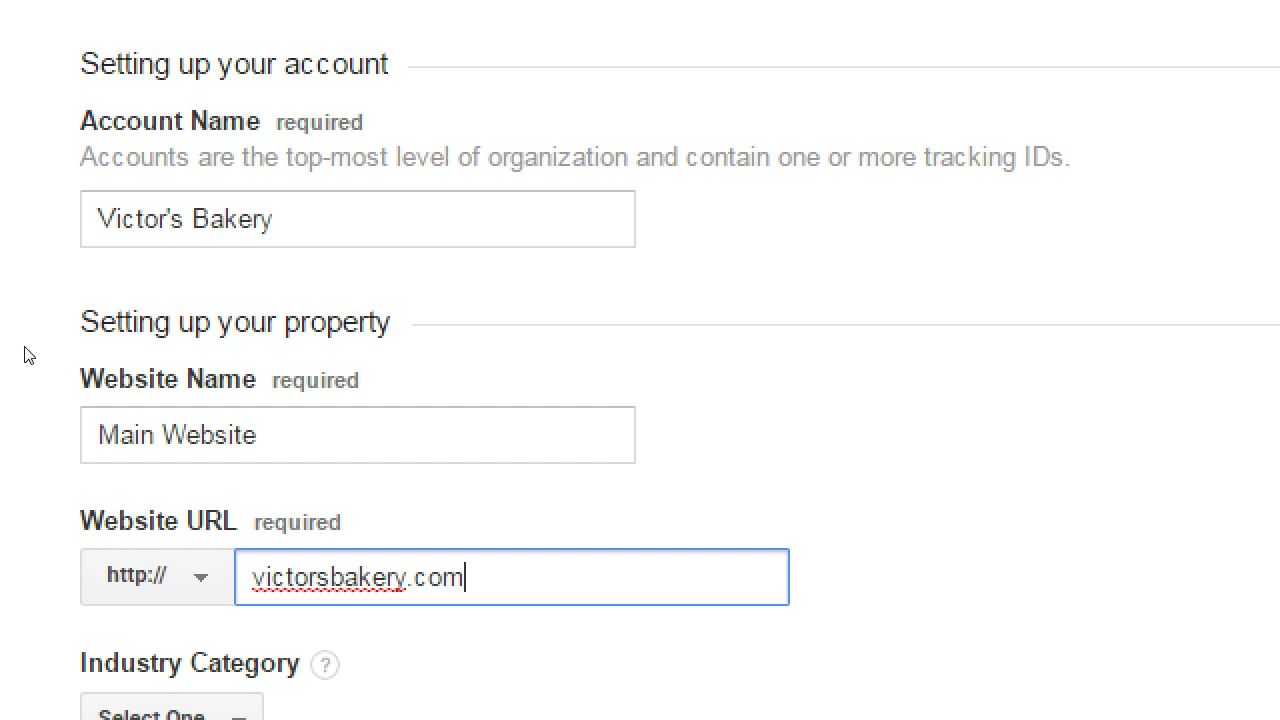 Setting up your account
Account Name required
Accounts are the top-most level of organization and contain one or more tracking IDs.
Victor's Bakery
Setting up your property
Website Name required
Main Website
Website URL required
http:// victorsbakery.com
Industry Category ?
Select One